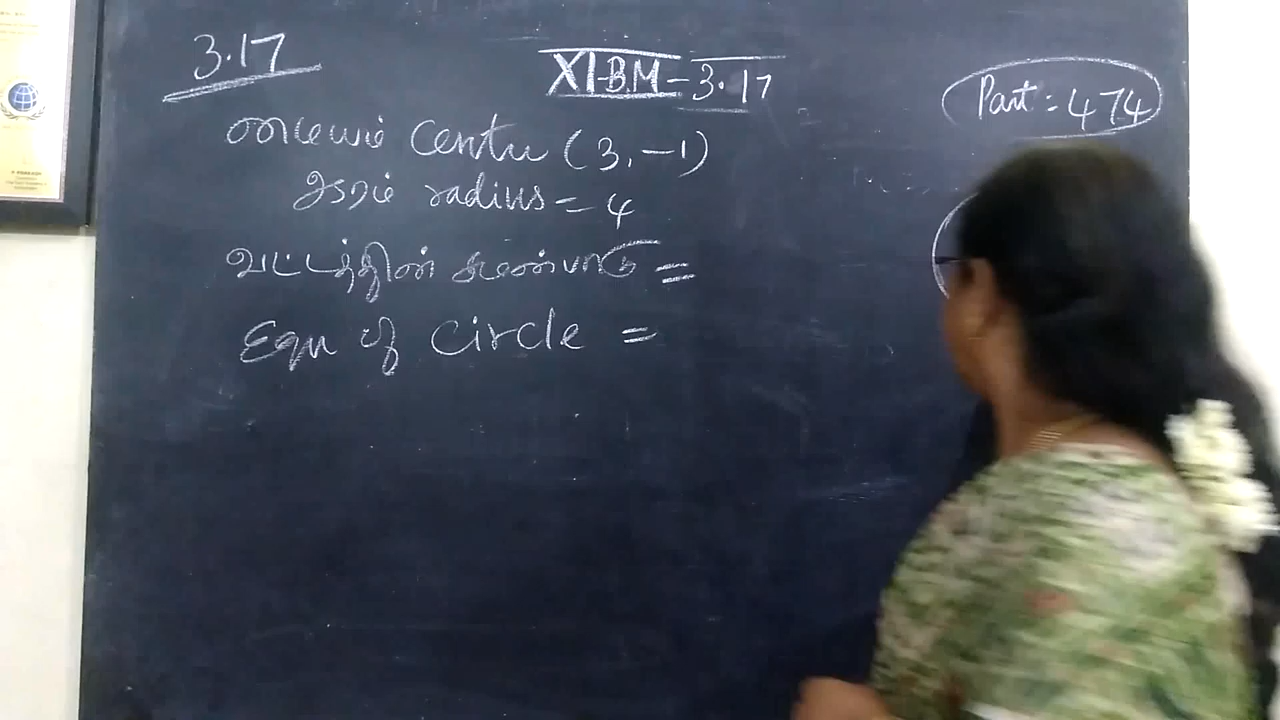 3.17
XI-B.M-3.17
Part: 474
மையம் Centre (3, -1)
ஆரம் radius = 4
வட்டத்தின் சமன்பாடு =
Eqn of Circle =